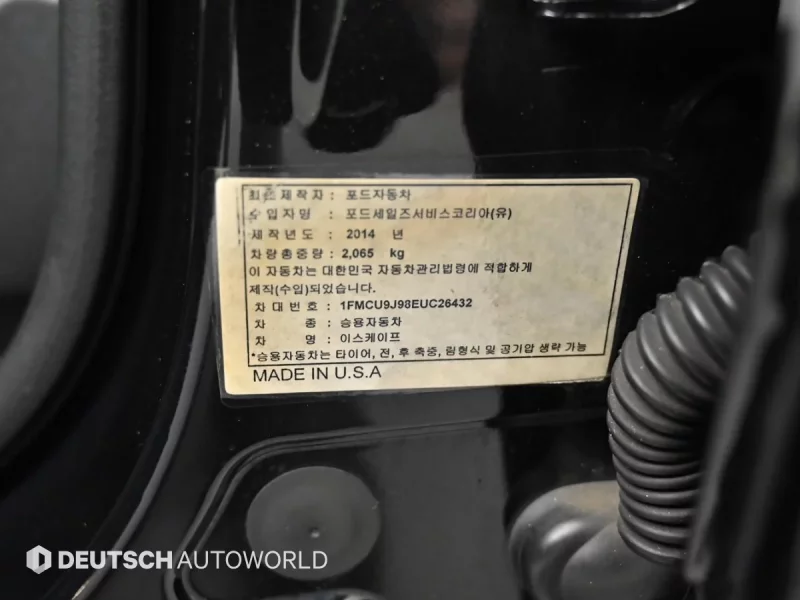 최초제작자 : 포드자동차
수입자명 : 포드세일즈서비스코리아(유)
제작년도 : 2014 년
차량총중량 : 2,065 kg
이 자동차는 대한민국 자동차관리법령에 적합하게
제작(수입)되었습니다.
차대번호 : 1FMCU9J98EUC26432
차 종 : 승용자동차
차 명 : 이스케이프
*승용자동차는 타이어, 전, 후 축중, 림형식 및 공기압 생략 가능
MADE IN U.S.A
DEUTSCH AUTOWORLD